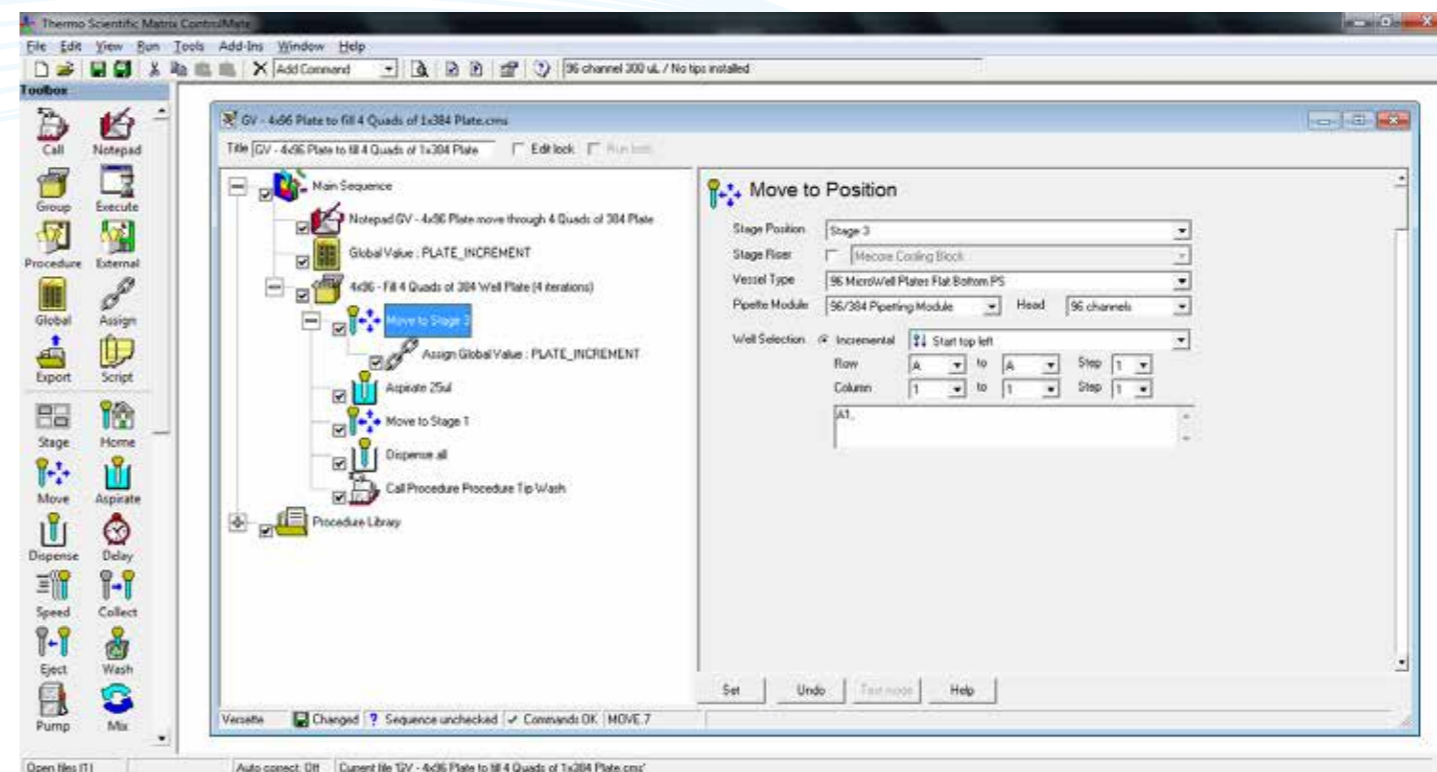 Thermo Scientific Matrix ControlMate
File Edit View Run Tools Add-Ins Window Help
Add Command 96 channel 300 uL / No tips installed
Toolbox
Call Notepad
Group Execute
Procedure External
Global Assign
Export Script
Stage Home
Move Aspirate
Dispense Delay
Speed Collect
Eject Wash
Pump Mix
GV - 4x96 Plate to fill 4 Quads of 1x384 Plate.cms
Title GV - 4x96 Plate to fill 4 Quads of 1x384 Plate Edit lock Run lock
Main Sequence
Notepad GV - 4x96 Plate move through 4 Quads of 384 Plate
Global Value : PLATE_INCREMENT
4x96 - Fill 4 Quads of 384 Well Plate (4 iterations)
Move to Stage 3
Assign Global Value : PLATE_INCREMENT
Aspirate 25ul
Move to Stage 1
Dispense all
Call Procedure Procedure Tip Wash
Procedure Library
Move to Position
Stage Position Stage 3
Stage Riser Mecore Cooling Block
Vessel Type 96 MicroWell Plates Flat Bottom PS
Pipette Module 96/384 Pipetting Module Head 96 channels
Well Selection Incremental Start top left
Row A to A Step 1
Column 1 to 1 Step 1
A1,
Set Undo Test mode Help
Versette Changed ? Sequence unchecked Commands OK MOVE.7
Open files [1] Auto correct: Off Current file 'GV - 4x96 Plate to fill 4 Quads of 1x384 Plate.cms'